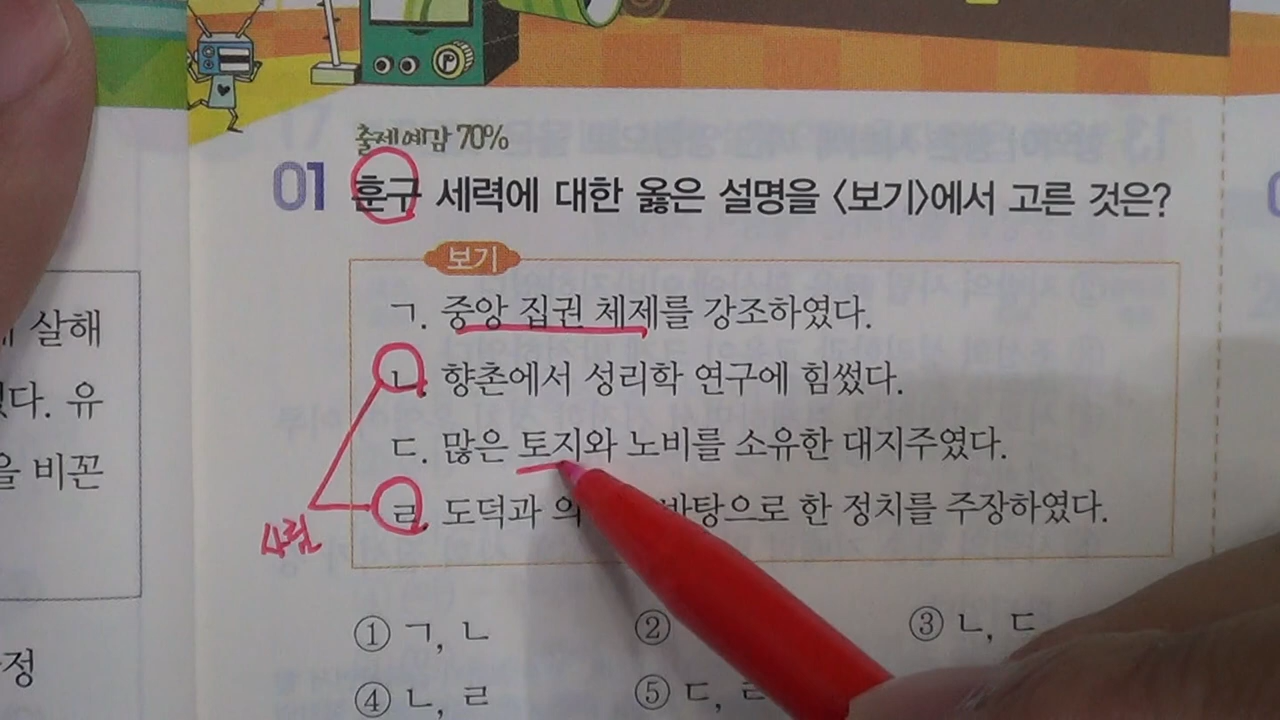 출제예감 70%
01 훈구 세력에 대한 옳은 설명을 <보기>에서 고른 것은?
보기
ㄱ. 중앙 집권 체제를 강조하였다.
ㄴ. 향촌에서 성리학 연구에 힘썼다.
ㄷ. 많은 토지와 노비를 소유한 대지주였다.
ㄹ. 도덕과 바탕으로 한 정치를 주장하였다.
사림
① ㄱ, ㄴ
②
③ ㄴ, ㄷ
④ ㄴ, ㄹ
⑤ ㄷ, ㄹ
살해
다. 유
을 비꼰
정